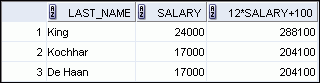 LAST_NAME SALARY 12*SALARY+100
1 King 24000 288100
2 Kochhar 17000 204100
3 De Haan 17000 204100